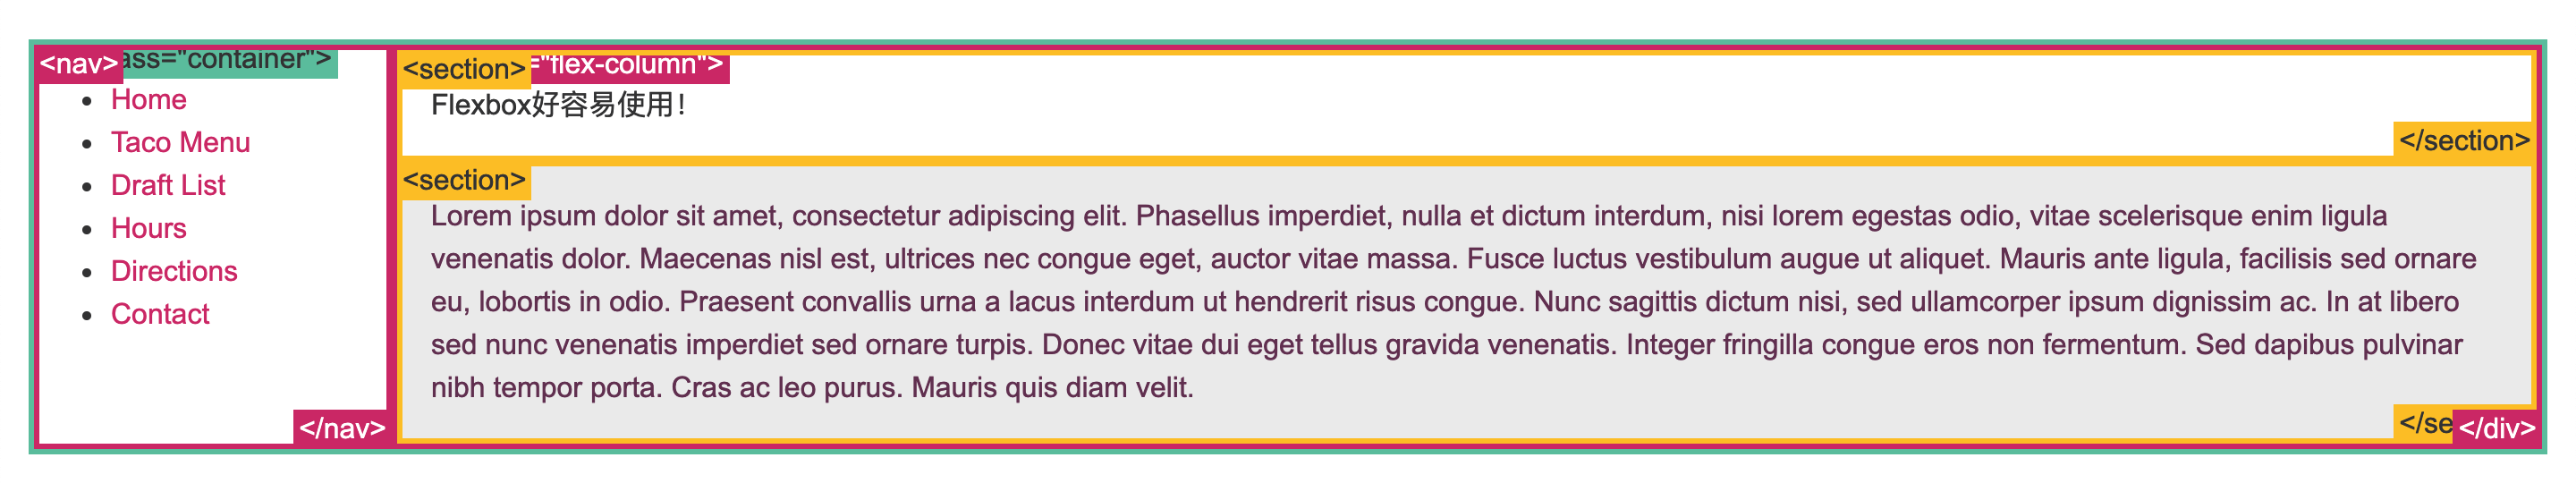 <nav>
ass="container">
Home
Taco Menu
Draft List
Hours
Directions
Contact
</nav>
<section>
="flex-column">
Flexbox好容易使用！
</section>
<section>
Lorem ipsum dolor sit amet, consectetur adipiscing elit. Phasellus imperdiet, nulla et dictum interdum, nisi lorem egestas odio, vitae scelerisque enim ligula
venenatis dolor. Maecenas nisl est, ultrices nec congue eget, auctor vitae massa. Fusce luctus vestibulum augue ut aliquet. Mauris ante ligula, facilisis sed ornare
eu, lobortis in odio. Praesent convallis urna a lacus interdum ut hendrerit risus congue. Nunc sagittis dictum nisi, sed ullamcorper ipsum dignissim ac. In at libero
sed nunc venenatis imperdiet sed ornare turpis. Donec vitae dui eget tellus gravida venenatis. Integer fringilla congue eros non fermentum. Sed dapibus pulvinar
nibh tempor porta. Cras ac leo purus. Mauris quis diam velit.
</se
</div>